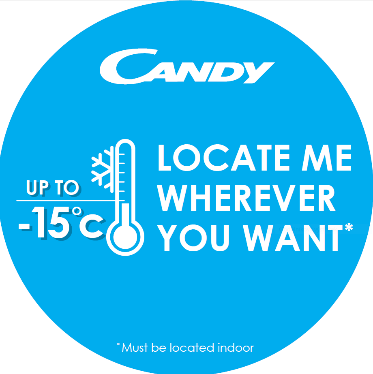 CANDY
UP TO
-15°C
LOCATE ME
WHEREVER
YOU WANT*
*Must be located indoor